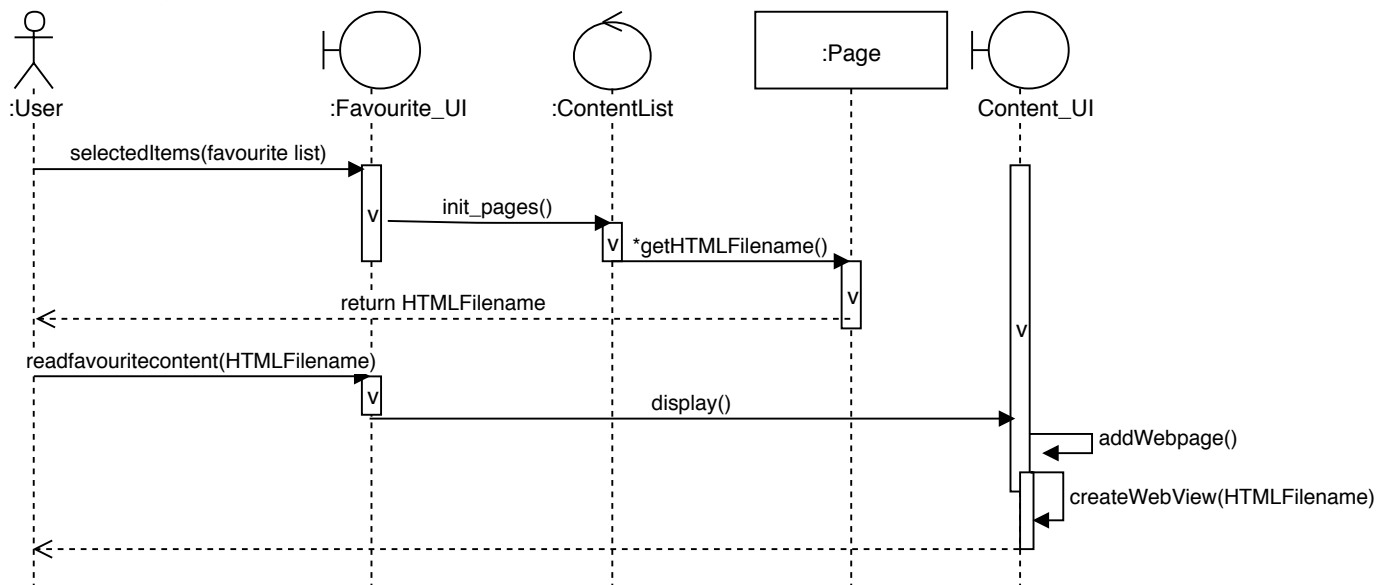 :User
:Favourite_UI
:ContentList
:Page
Content_UI
selectedItems(favourite list)
v
init_pages()
v
*getHTMLFilename()
v
return HTMLFilename
v
readfavouritecontent(HTMLFilename)
v
display()
addWebpage()
createWebView(HTMLFilename)